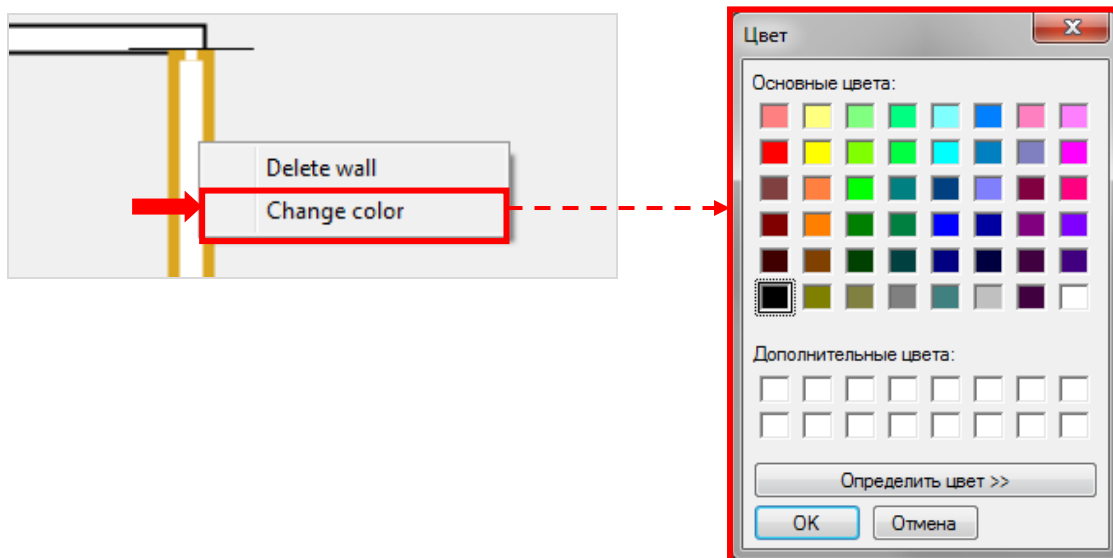 Delete wall
Change color
Цвет
Основные цвета:
Дополнительные цвета:
Определить цвет >>
OK
Отмена